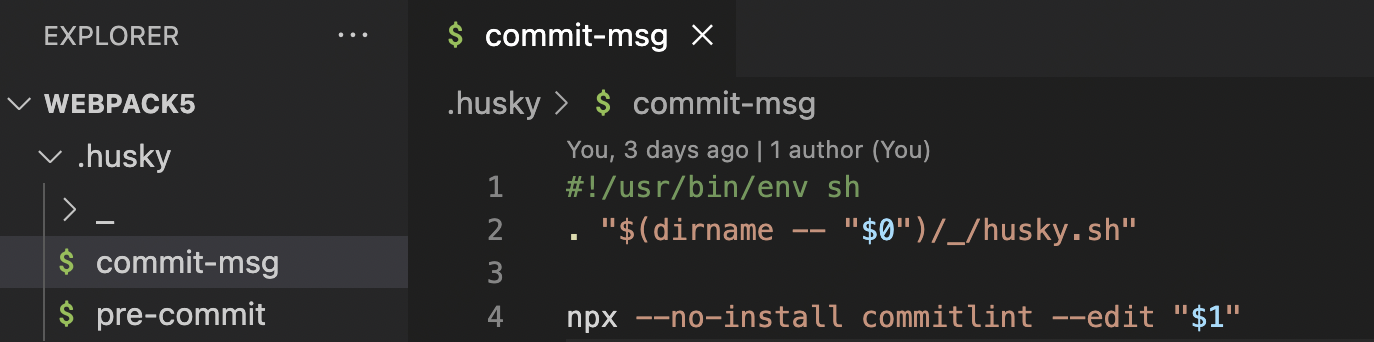 EXPLORER ...
WEBPACK5
.husky
_
$ commit-msg
$ pre-commit
$ commit-msg ×
.husky > $ commit-msg
You, 3 days ago | 1 author (You)
1 #!/usr/bin/env sh
2 . "$(dirname -- "$0")/_/husky.sh"
3
4 npx --no-install commitlint --edit "$1"